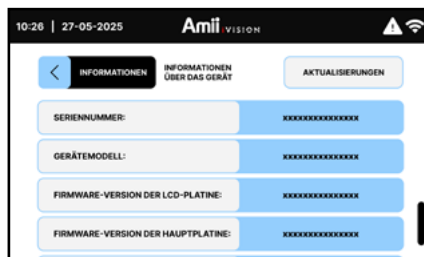 10:26 | 27-05-2025
Amii.VISION
INFORMATIONEN
INFORMATIONEN
ÜBER DAS GERÄT
AKTUALISIERUNGEN
SERIENNUMMER:
xxxxxxxxxxxxxxx
GERÄTEMODELL:
xxxxxxxxxxxxxxx
FIRMWARE-VERSION DER LCD-PLATINE:
xxxxxxxxxxxxxxx
FIRMWARE-VERSION DER HAUPTPLATINE:
xxxxxxxxxxxxxxx